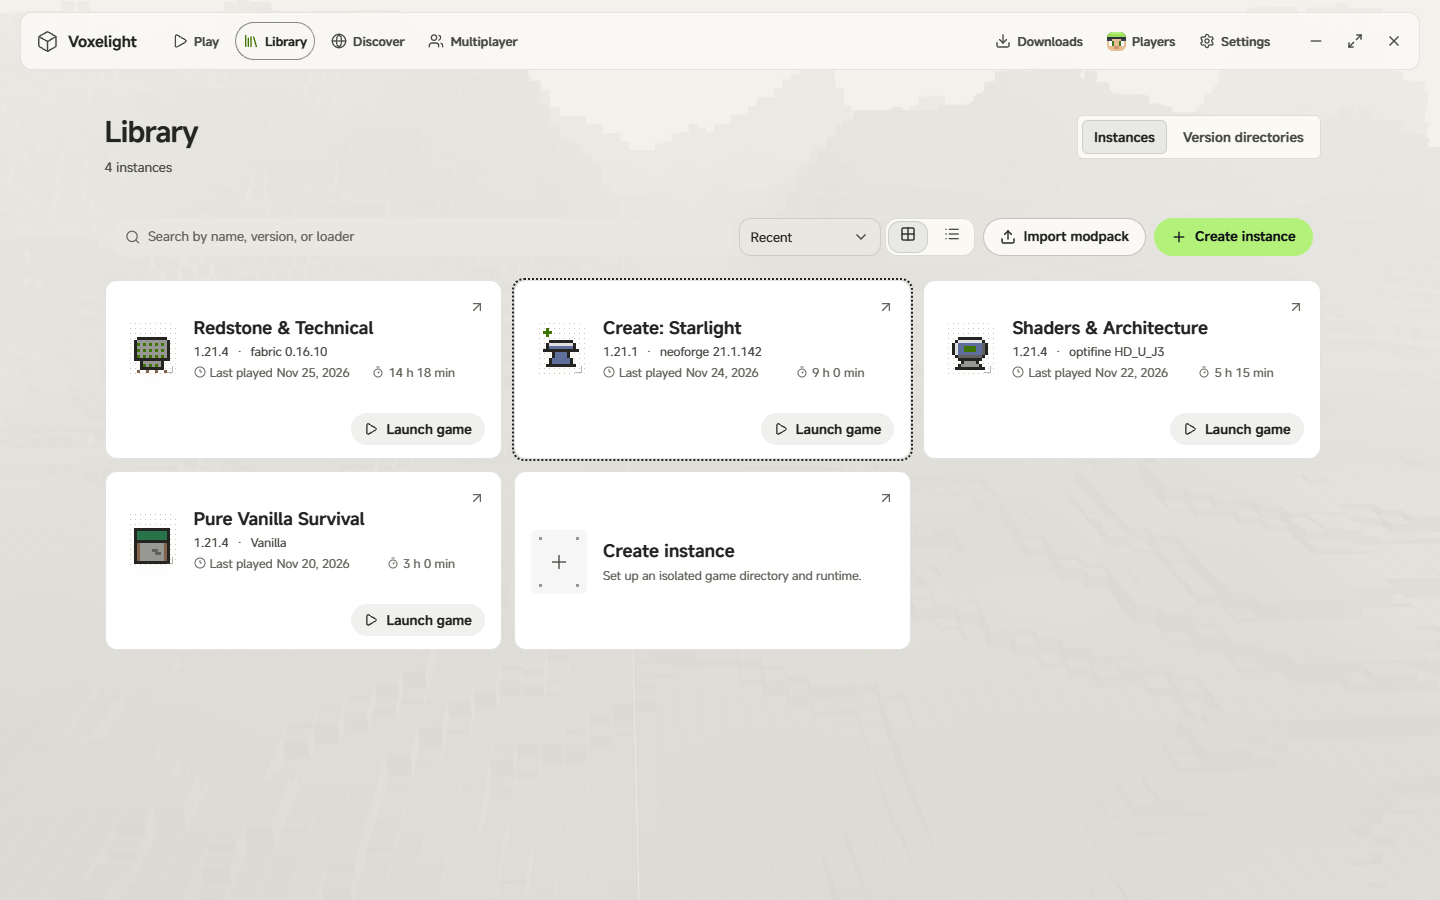 Voxelight
Play
Library
Discover
Multiplayer
Downloads
Players
Settings
Library
4 instances
Instances
Version directories
Search by name, version, or loader
Recent
Import modpack
Create instance
Redstone & Technical
1.21.4 · fabric 0.16.10
Last played Nov 25, 2026 14 h 18 min
Launch game
Create: Starlight
1.21.1 · neoforge 21.1.142
Last played Nov 24, 2026 9 h 0 min
Launch game
Shaders & Architecture
1.21.4 · optifine HD_U_J3
Last played Nov 22, 2026 5 h 15 min
Launch game
Pure Vanilla Survival
1.21.4 · Vanilla
Last played Nov 20, 2026 3 h 0 min
Launch game
Create instance
Set up an isolated game directory and runtime.